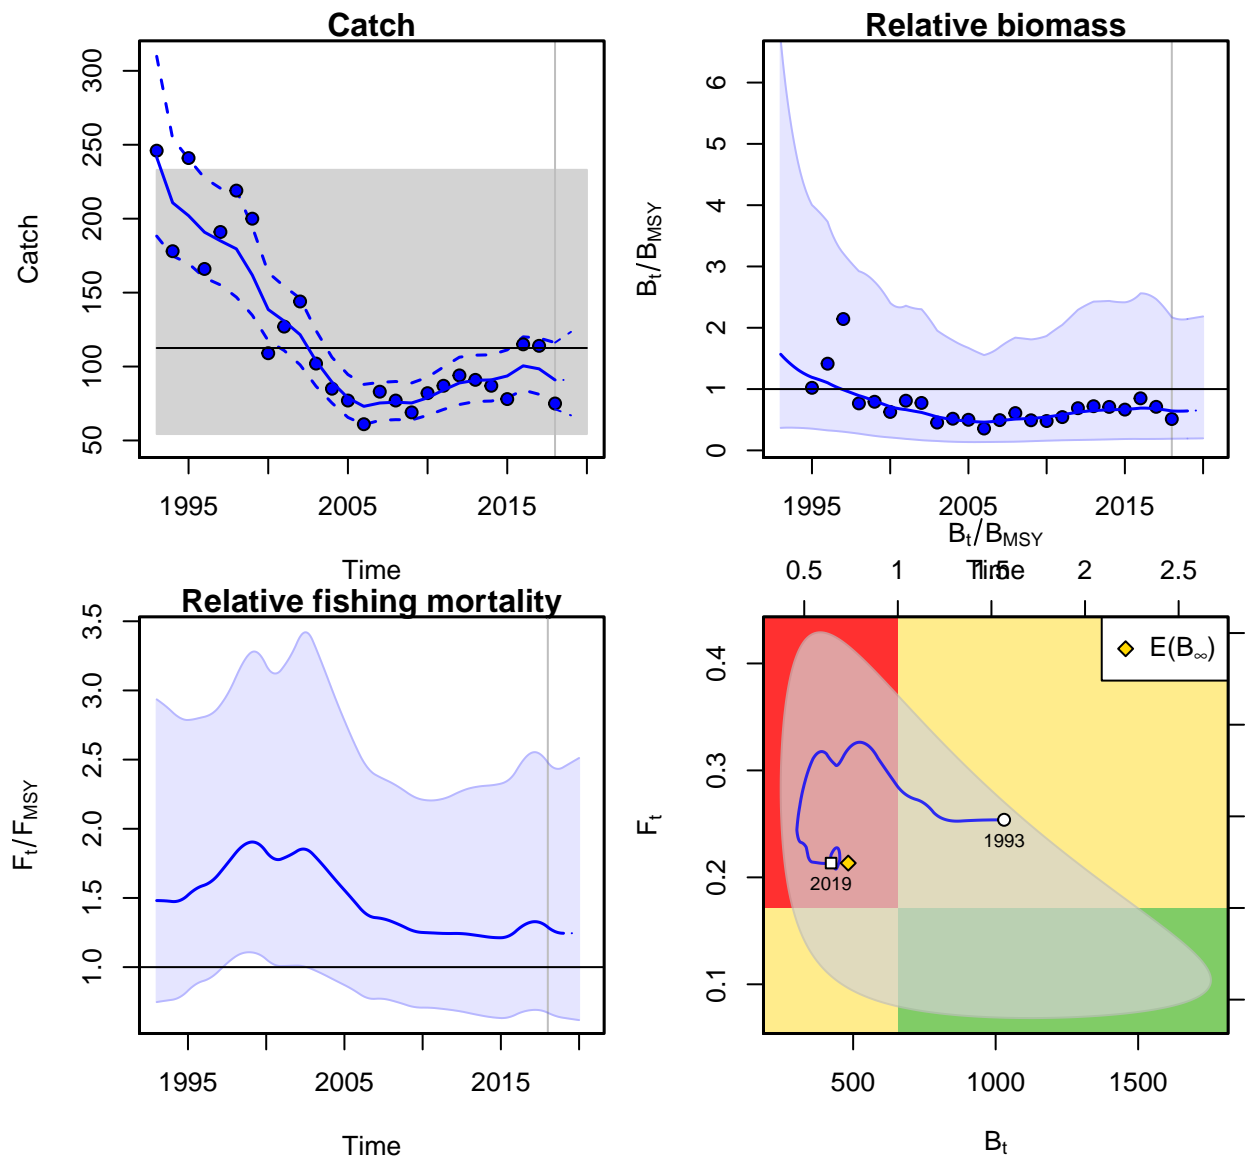 Catch
300
250
200
150
100
50
Catch
1995 2005 2015
Time
Relative biomass
6
5
4
3
2
1
0
Bt/BMSY
1995 2005 2015
Time
Relative fishing mortality
3.5
3.0
2.5
2.0
1.5
1.0
Ft/FMSY
1995 2005 2015
Time
Bt/BMSY
0.5 1 1.5 2 2.5
E(B∞)
0.4
0.3
0.2
0.1
Ft
1993
2019
500 1000 1500
Bt